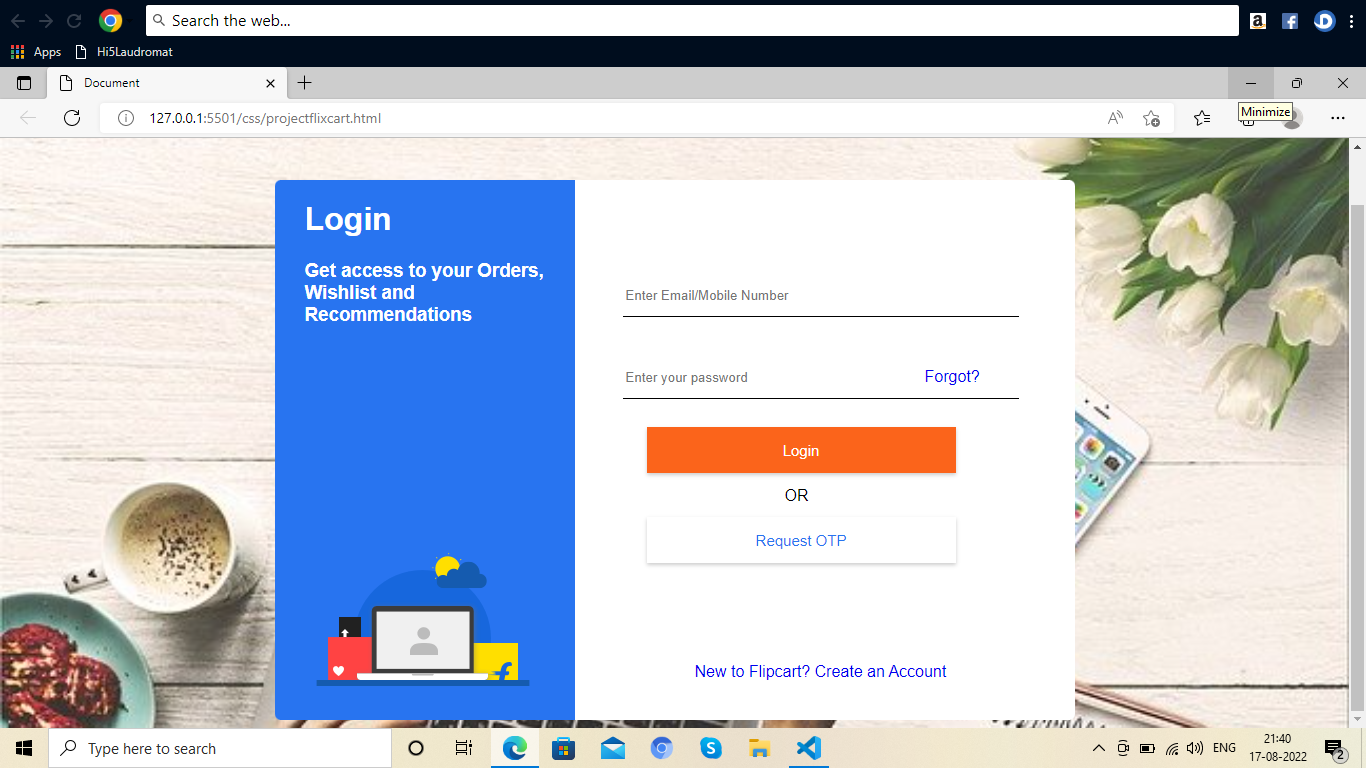 Search the web...
Apps
Hi5Laudromat
Document
127.0.0.1:5501/css/projectflixcart.html
Minimize
Login
Get access to your Orders,
Wishlist and
Recommendations
Enter Email/Mobile Number
Enter your password
Forgot?
Login
OR
Request OTP
New to Flipcart? Create an Account
Type here to search
ENG
21:40
17-08-2022
2